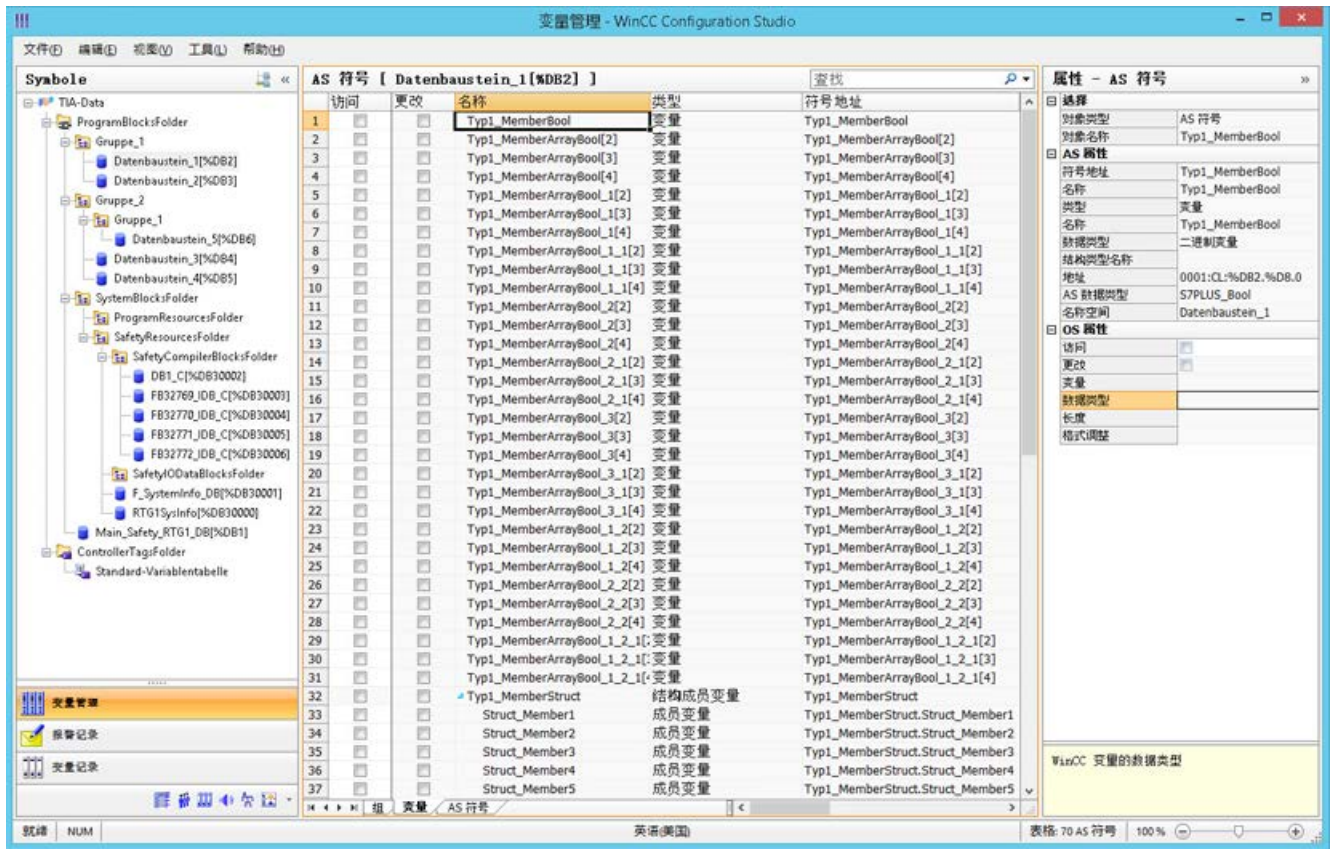 变量管理 - WinCC Configuration Studio
文件(F) 编辑(E) 视图(V) 工具(L) 帮助(H)
Symbole «
TIA-Data
ProgramBlocksFolder
Gruppe_1
Datenbaustein_1[%DB2]
Datenbaustein_2[%DB3]
Gruppe_2
Gruppe_1
Datenbaustein_5[%DB6]
Datenbaustein_3[%DB4]
Datenbaustein_4[%DB5]
SystemBlocksFolder
ProgramResourcesFolder
SafetyResourcesFolder
SafetyCompilerBlocksFolder
DB1_C[%DB30002]
FB32769_IDB_C[%DB30003]
FB32770_IDB_C[%DB30004]
FB32771_IDB_C[%DB30005]
FB32772_IDB_C[%DB30006]
SafetyIODataBlocksFolder
F_SystemInfo_DB[%DB30001]
RTG1SysInfo[%DB30000]
Main_Safety_RTG1_DB[%DB1]
ControllerTagsFolder
Standard-Variablentabelle
变量管理
报警记录
变量记录
AS 符号 [ Datenbaustein_1[%DB2] ] 查找
访问 更改 名称 类型 符号地址
1 Typ1_MemberBool 变量 Typ1_MemberBool
2 Typ1_MemberArrayBool[2] 变量 Typ1_MemberArrayBool[2]
3 Typ1_MemberArrayBool[3] 变量 Typ1_MemberArrayBool[3]
4 Typ1_MemberArrayBool[4] 变量 Typ1_MemberArrayBool[4]
5 Typ1_MemberArrayBool_1[2] 变量 Typ1_MemberArrayBool_1[2]
6 Typ1_MemberArrayBool_1[3] 变量 Typ1_MemberArrayBool_1[3]
7 Typ1_MemberArrayBool_1[4] 变量 Typ1_MemberArrayBool_1[4]
8 Typ1_MemberArrayBool_1_1[2] 变量 Typ1_MemberArrayBool_1_1[2]
9 Typ1_MemberArrayBool_1_1[3] 变量 Typ1_MemberArrayBool_1_1[3]
10 Typ1_MemberArrayBool_1_1[4] 变量 Typ1_MemberArrayBool_1_1[4]
11 Typ1_MemberArrayBool_2[2] 变量 Typ1_MemberArrayBool_2[2]
12 Typ1_MemberArrayBool_2[3] 变量 Typ1_MemberArrayBool_2[3]
13 Typ1_MemberArrayBool_2[4] 变量 Typ1_MemberArrayBool_2[4]
14 Typ1_MemberArrayBool_2_1[2] 变量 Typ1_MemberArrayBool_2_1[2]
15 Typ1_MemberArrayBool_2_1[3] 变量 Typ1_MemberArrayBool_2_1[3]
16 Typ1_MemberArrayBool_2_1[4] 变量 Typ1_MemberArrayBool_2_1[4]
17 Typ1_MemberArrayBool_3[2] 变量 Typ1_MemberArrayBool_3[2]
18 Typ1_MemberArrayBool_3[3] 变量 Typ1_MemberArrayBool_3[3]
19 Typ1_MemberArrayBool_3[4] 变量 Typ1_MemberArrayBool_3[4]
20 Typ1_MemberArrayBool_3_1[2] 变量 Typ1_MemberArrayBool_3_1[2]
21 Typ1_MemberArrayBool_3_1[3] 变量 Typ1_MemberArrayBool_3_1[3]
22 Typ1_MemberArrayBool_3_1[4] 变量 Typ1_MemberArrayBool_3_1[4]
23 Typ1_MemberArrayBool_1_2[2] 变量 Typ1_MemberArrayBool_1_2[2]
24 Typ1_MemberArrayBool_1_2[3] 变量 Typ1_MemberArrayBool_1_2[3]
25 Typ1_MemberArrayBool_1_2[4] 变量 Typ1_MemberArrayBool_1_2[4]
26 Typ1_MemberArrayBool_2_2[2] 变量 Typ1_MemberArrayBool_2_2[2]
27 Typ1_MemberArrayBool_2_2[3] 变量 Typ1_MemberArrayBool_2_2[3]
28 Typ1_MemberArrayBool_2_2[4] 变量 Typ1_MemberArrayBool_2_2[4]
29 Typ1_MemberArrayBool_1_2_1[ 变量 Typ1_MemberArrayBool_1_2_1[2]
30 Typ1_MemberArrayBool_1_2_1[ 变量 Typ1_MemberArrayBool_1_2_1[3]
31 Typ1_MemberArrayBool_1_2_1[ 变量 Typ1_MemberArrayBool_1_2_1[4]
32 Typ1_MemberStruct 结构成员变量 Typ1_MemberStruct
33 Struct_Member1 成员变量 Typ1_MemberStruct.Struct_Member1
34 Struct_Member2 成员变量 Typ1_MemberStruct.Struct_Member2
35 Struct_Member3 成员变量 Typ1_MemberStruct.Struct_Member3
36 Struct_Member4 成员变量 Typ1_MemberStruct.Struct_Member4
37 Struct_Member5 成员变量 Typ1_MemberStruct.Struct_Member5
组 变量 AS 符号
属性 - AS 符号 »
选择
对象类型 AS 符号
对象名称 Typ1_MemberBool
AS 属性
符号地址 Typ1_MemberBool
名称 Typ1_MemberBool
类型 变量
名称 Typ1_MemberBool
数据类型 二进制变量
结构类型名称
地址 0001:CL:%DB2.%DB.0
AS 数据类型 S7PLUS_Bool
名称空间 Datenbaustein_1
OS 属性
访问
更改
变量
数据类型
长度
格式调整
WinCC 变量的数据类型
就绪 NUM 英语(美国) 表格: 70 AS 符号 100 %